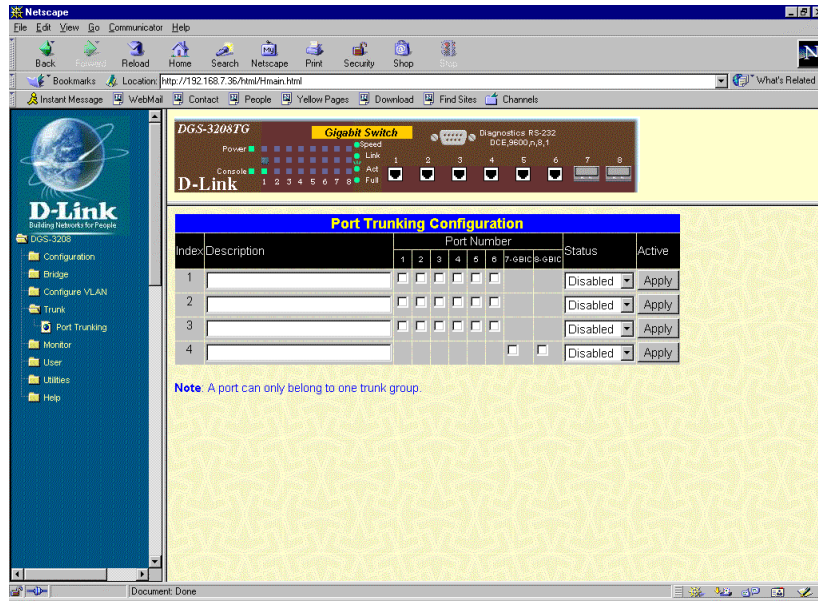 Netscape
File Edit View Go Communicator Help
Back Forward Reload Home Search Netscape Print Security Shop Stop
Bookmarks Location: http://192.168.7.36/html/Hmain.html What's Related
Instant Message WebMail Contact People Yellow Pages Download Find Sites Channels
D-Link
Building Networks for People
DGS-3208
Configuration
Bridge
Configure VLAN
Trunk
Port Trunking
Monitor
User
Utilities
Help
DGS-3208TG Gigabit Switch Diagnostics RS-232
DCE,9600,n,8,1
Power Speed
Link
Console Act
Full
D-Link 1 2 3 4 5 6 7 8
1 2 3 4 5 6 7 8
Port Trunking Configuration
Index Description Port Number Status Active
1 2 3 4 5 6 7-GBIC 8-GBIC
1 Disabled Apply
2 Disabled Apply
3 Disabled Apply
4 Disabled Apply
Note: A port can only belong to one trunk group.
Document: Done